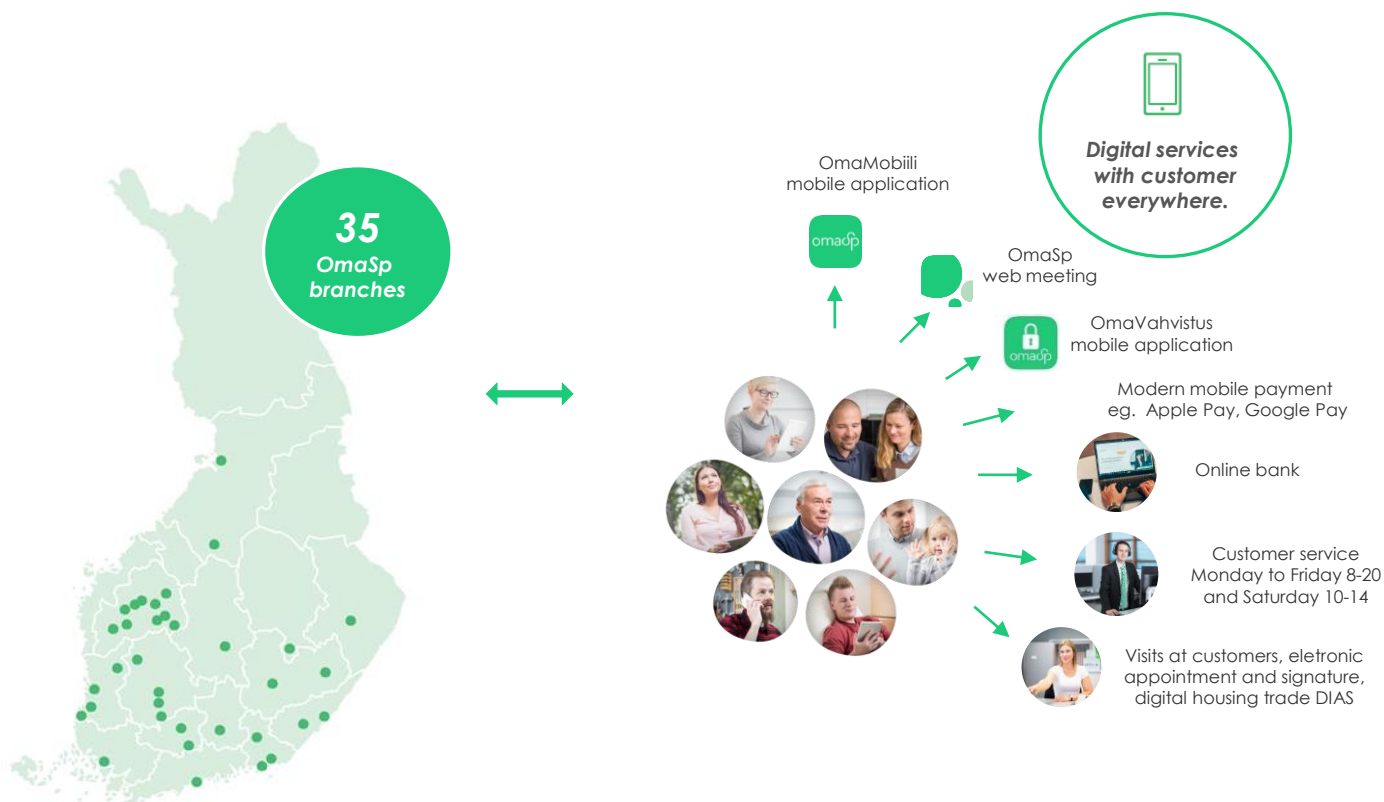 35
OmaSp
branches
Digital services
with customer
everywhere.
OmaMobiili
mobile application
omaSp
OmaSp
web meeting
omaSp
OmaVahvistus
mobile application
Modern mobile payment
eg. Apple Pay, Google Pay
Online bank
Customer service
Monday to Friday 8-20
and Saturday 10-14
Visits at customers, eletronic
appointment and signature,
digital housing trade DIAS